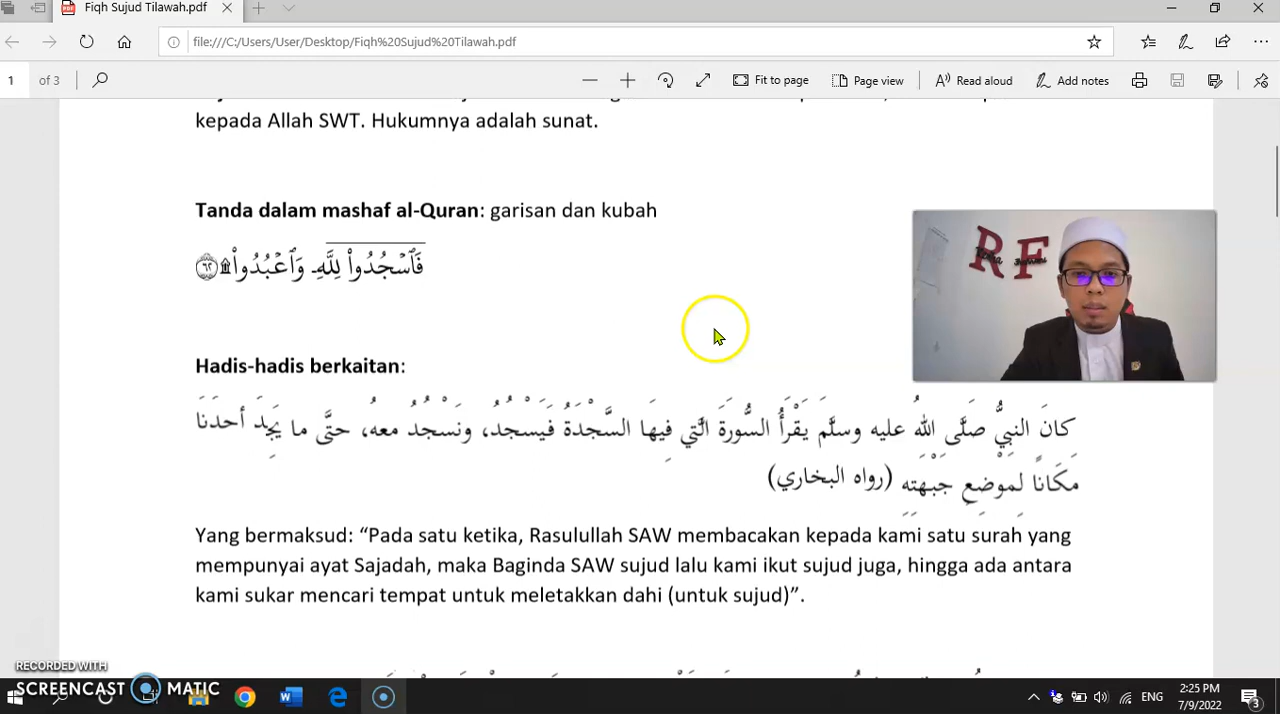 Fiqh Sujud Tilawah.pdf
file:///C:/Users/User/Desktop/Fiqh%20Sujud%20Tilawah.pdf
1 of 3
Fit to page
Page view
Read aloud
Add notes
kepada Allah SWT. Hukumnya adalah sunat.
Tanda dalam mashaf al-Quran: garisan dan kubah
فَٱسْجُدُوا۟ لِلَّهِ وَٱعْبُدُوا۟ ۩ ٦٢
RF
Hadis-hadis berkaitan:
كَانَ النبيُّ صَلَّى اللهُ عليه وسلَّمَ يَقْرَأُ السُّورَةَ الَّتي فِيهَا السَّجْدَةُ فَيَسْجُدُ، ونَسْجُدُ معهُ، حتَّى ما يَجِدَ أحدَنَا
مَكَانًا لِمَوْضِعِ جَبْهَتِهِ (رواه البخاري)
Yang bermaksud: “Pada satu ketika, Rasulullah SAW membacakan kepada kami satu surah yang
mempunyai ayat Sajadah, maka Baginda SAW sujud lalu kami ikut sujud juga, hingga ada antara
kami sukar mencari tempat untuk meletakkan dahi (untuk sujud)”.
RECORDED WITH
SCREENCAST MATIC
ENG
2:25 PM
7/9/2022
3